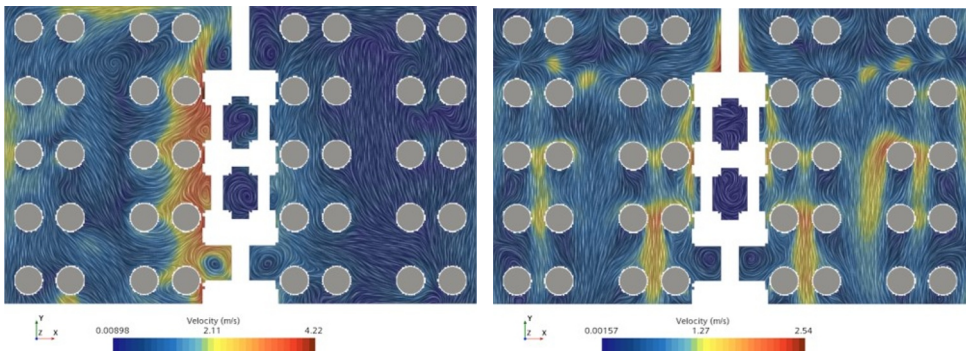 Y
Z X
Velocity (m/s)
0.00898 2.11 4.22
Y
Z X
Velocity (m/s)
0.00157 1.27 2.54